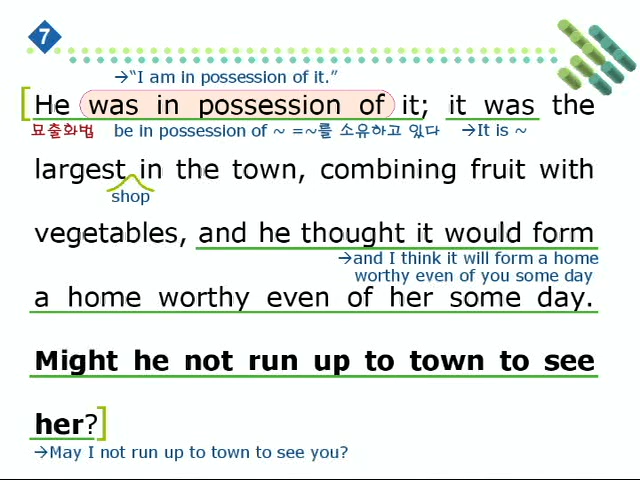 7
→"I am in possession of it."
[He was in possession of it; it was the
묘출화법 be in possession of ~ =~를 소유하고 있다 →It is ~
largest in the town, combining fruit with
shop
vegetables, and he thought it would form
→and I think it will form a home
worthy even of you some day
a home worthy even of her some day.
Might he not run up to town to see
her?]
→May I not run up to town to see you?